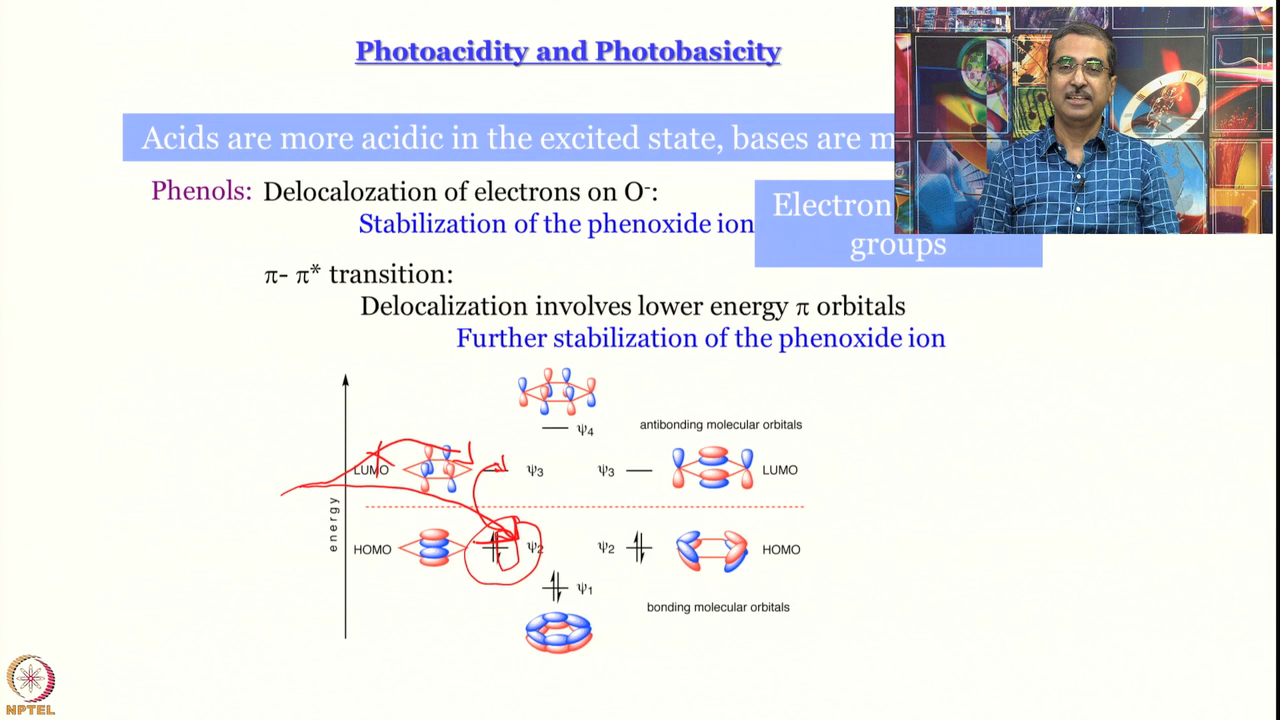 Photoacidity and Photobasicity
Acids are more acidic in the excited state, bases are m
Phenols: Delocalozation of electrons on O⁻:
Stabilization of the phenoxide ion
Electron
groups
π- π* transition:
Delocalization involves lower energy π orbitals
Further stabilization of the phenoxide ion
ψ4
antibonding molecular orbitals
LUMO
ψ3
ψ3
LUMO
energy
HOMO
ψ2
ψ2
HOMO
ψ1
bonding molecular orbitals
NPTEL